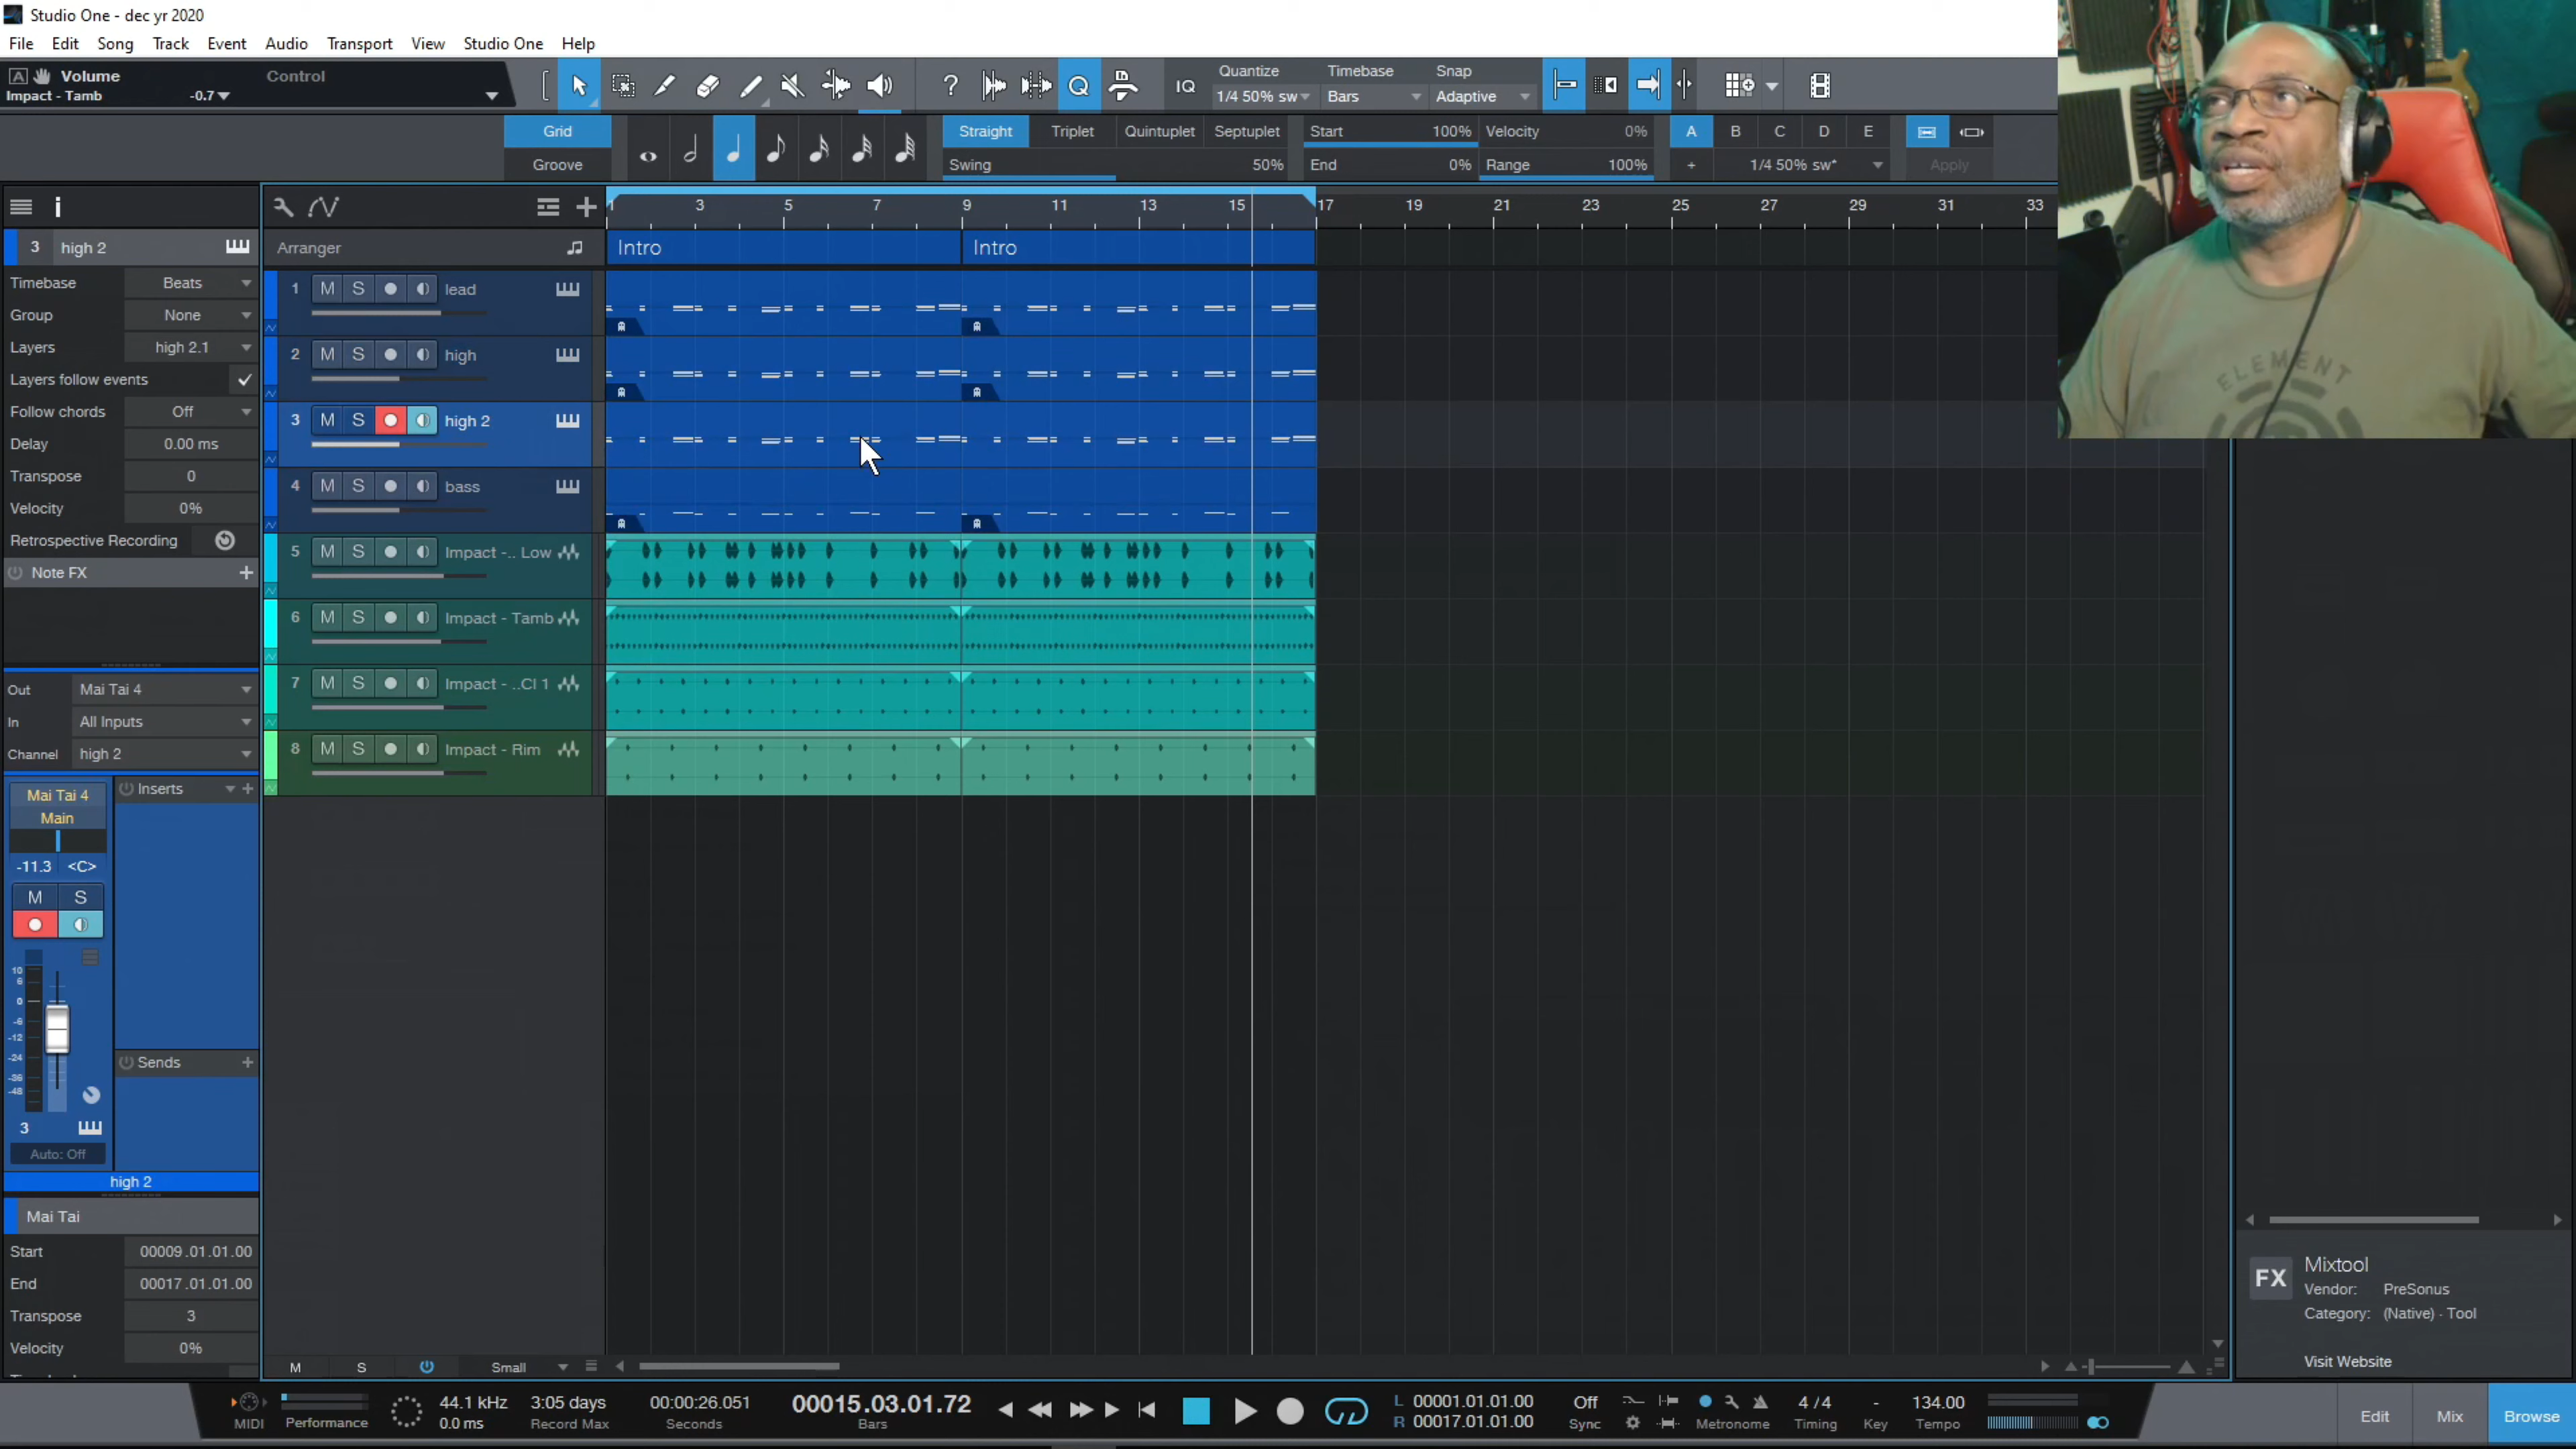 Studio One - dec yr 2020
File Edit Song Track Event Audio Transport View Studio One Help
A Volume Control
Impact - Tamb -0.7
? Q IQ
Quantize Timebase Snap
1/4 50% sw Bars Adaptive
Grid Straight Triplet Quintuplet Septuplet Start 100% Velocity 0% A B C D E
Groove Swing 50% End 0% Range 100% + 1/4 50% sw* Apply
i
1 3 5 7 9 11 13 15 17 19 21 23 25 27 29 31 33
3 high 2
Arranger Intro Intro
Timebase Beats
Group None
Layers high 2.1
Layers follow events
Follow chords Off
Delay 0.00 ms
Transpose 0
Velocity 0%
Retrospective Recording
Note FX +
1 M S lead
2 M S high
3 M S high 2
4 M S bass
5 M S Impact -.. Low
6 M S Impact - Tamb
7 M S Impact - ..Cl 1
8 M S Impact - Rim
Out Mai Tai 4
In All Inputs
Channel high 2
Mai Tai 4
Main
Inserts
-11.3 <C>
M S
10
6
0
-6
-12
-24
-36
-48
Sends
3
Auto: Off
high 2
Mai Tai
Start 00009.01.01.00
End 00017.01.01.00
Transpose 3
Velocity 0%
M S Small
ELEMENT
FX Mixtool
Vendor: PreSonus
Category: (Native) - Tool
Visit Website
MIDI Performance
44.1 kHz
0.0 ms
3:05 days
Record Max
00:00:26.051
Seconds
00015.03.01.72
Bars
L 00001.01.01.00
R 00017.01.01.00
Off
Sync
Metronome
4 / 4
Timing
-
Key
134.00
Tempo
Edit Mix Browse